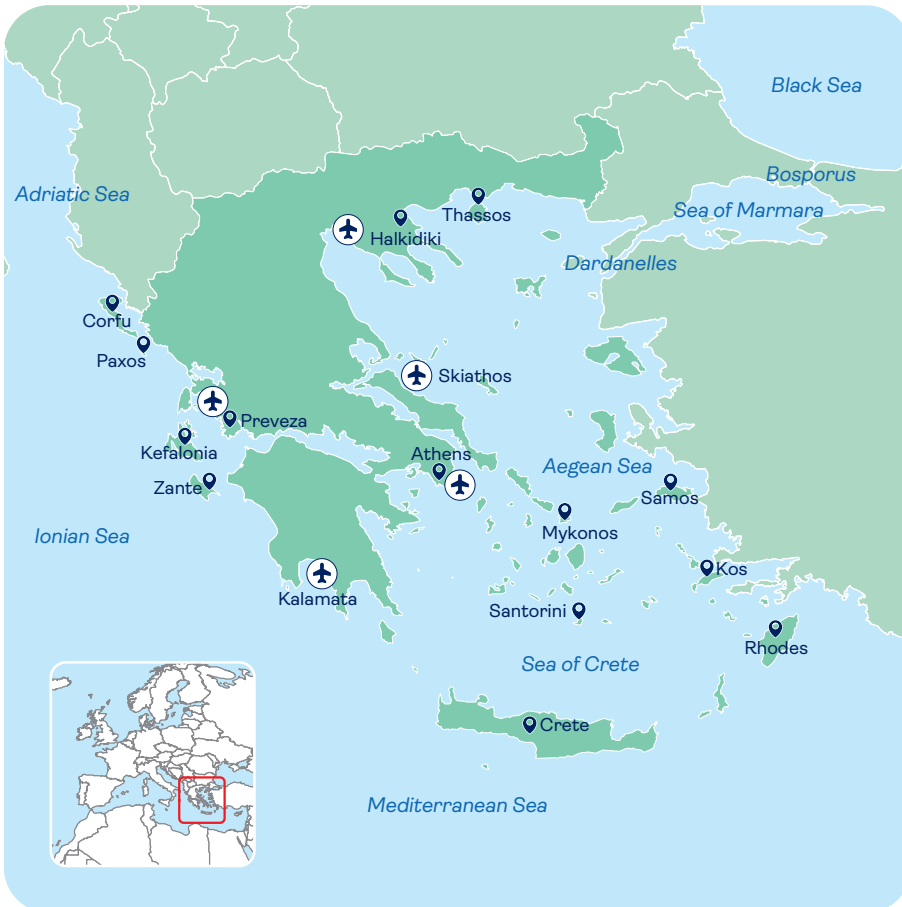 Black Sea
Bosporus
Adriatic Sea
Sea of Marmara
Thassos
Halkidiki
Dardanelles
Corfu
Paxos
Skiathos
Preveza
Kefalonia
Athens
Aegean Sea
Zante
Samos
Mykonos
Ionian Sea
Kos
Kalamata
Santorini
Rhodes
Sea of Crete
Crete
Mediterranean Sea